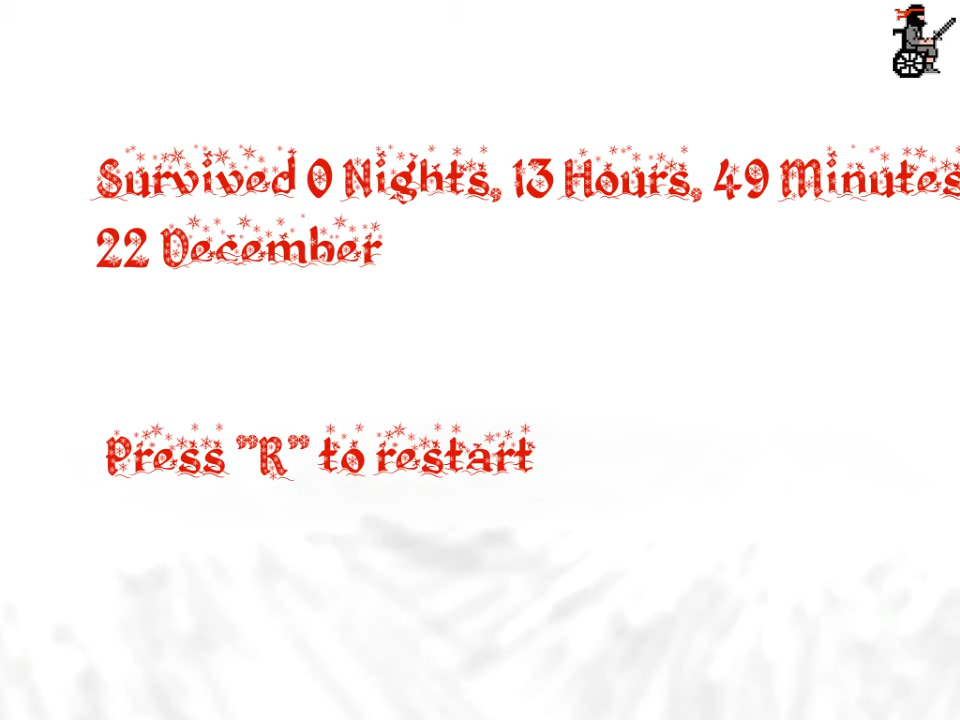 Survived 0 Nights, 13 Hours, 49 Minutes
22 December
Press "R" to restart